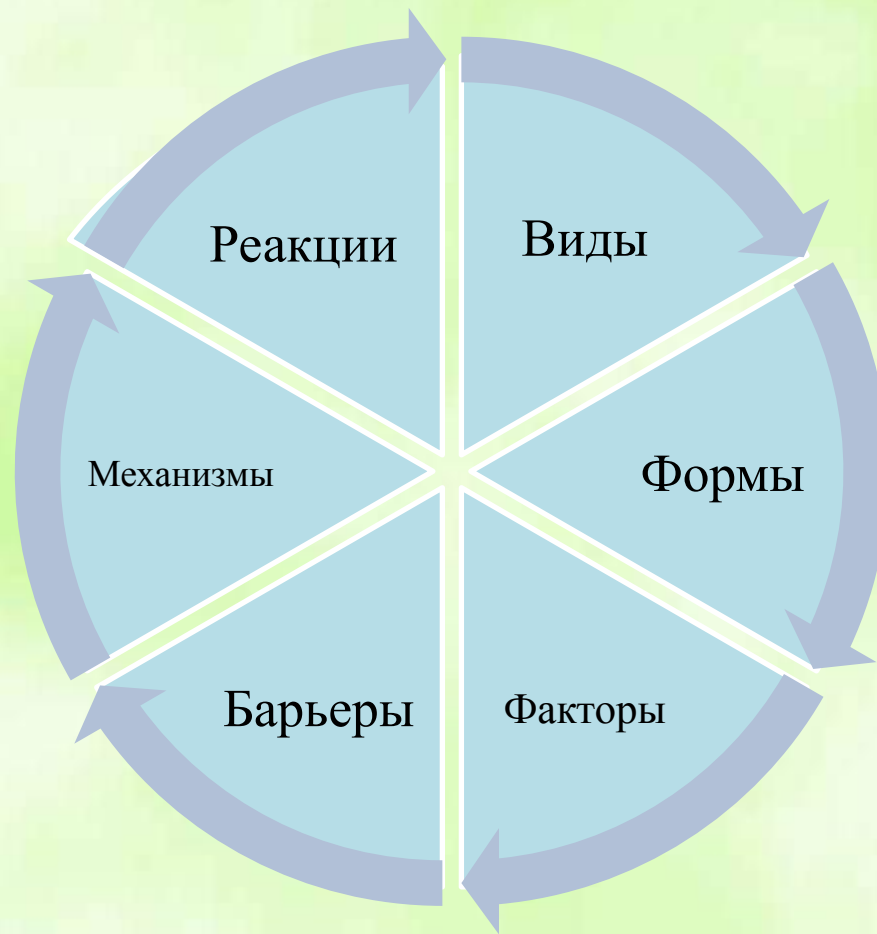 Реакции
Виды
Механизмы
Формы
Барьеры
Факторы